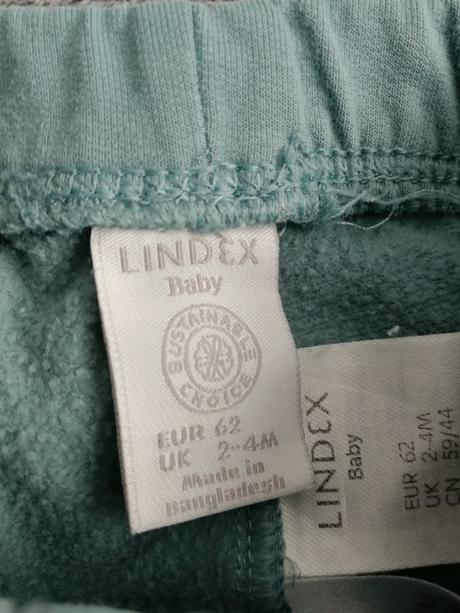 LINDEX
Baby
SUSTAINABLE
CHOICE
EUR 62
UK 2-4M
Made in
Bangladesh
LINDEX
Baby
EUR 62
UK 2-4M
CN 59/44